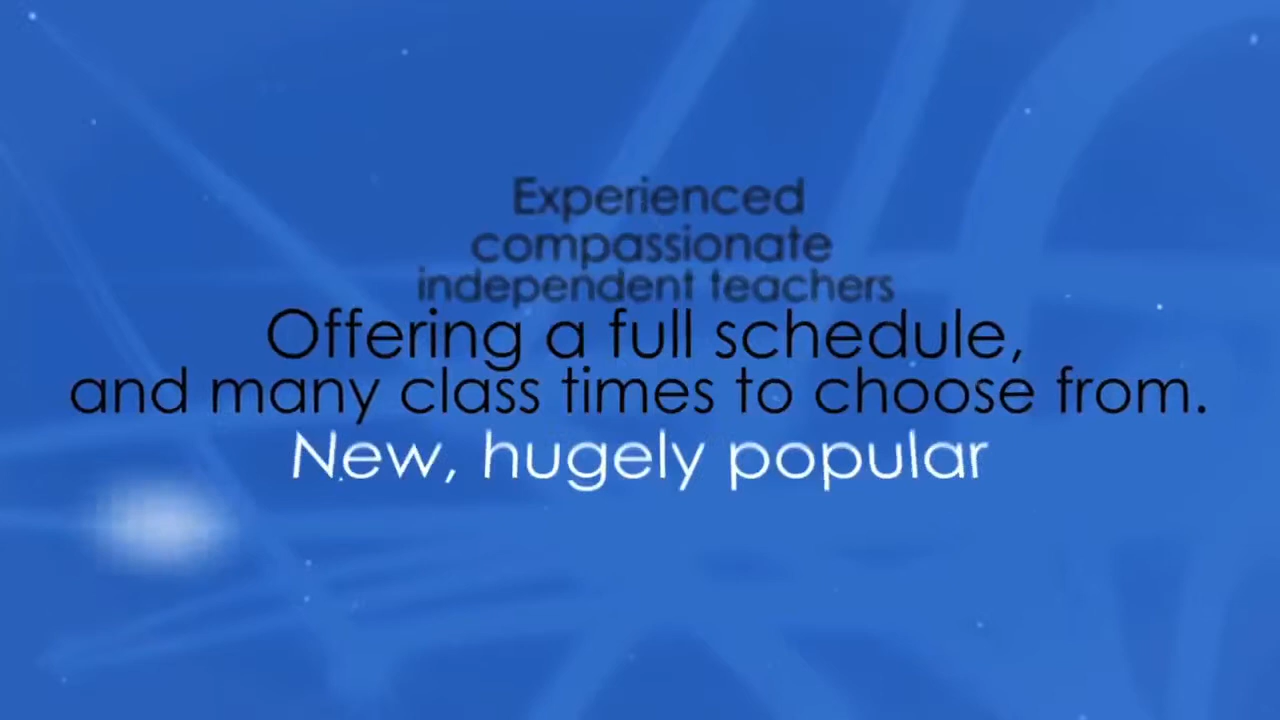 Experienced
compassionate
independent teachers
Offering a full schedule,
and many class times to choose from.
New, hugely popular